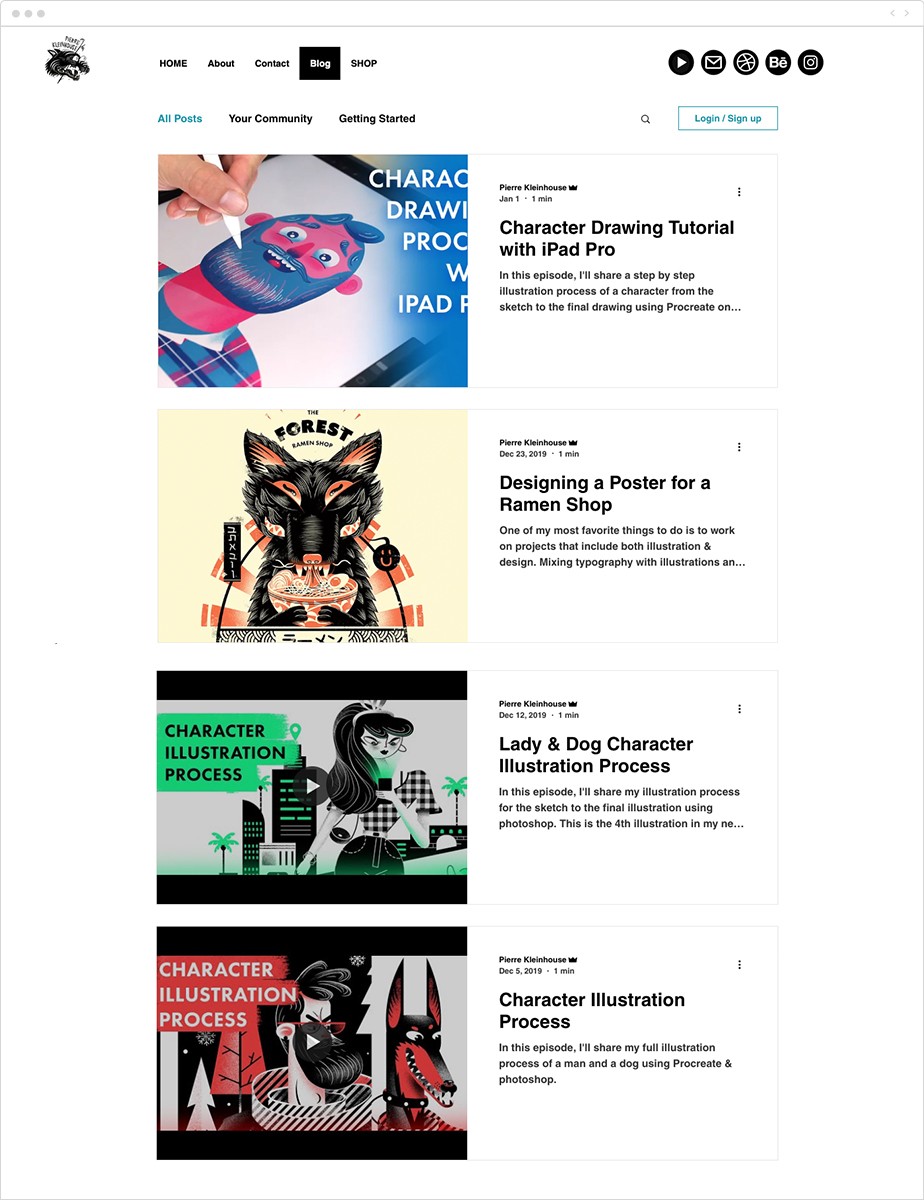 PIERRE
KLEINHOUSE
HOME About Contact Blog SHOP
Bē
All Posts Your Community Getting Started
Login / Sign up
CHARAC
DRAWI
PROC
W
IPAD P
Pierre Kleinhouse
Jan 1 · 1 min
Character Drawing Tutorial
with iPad Pro
In this episode, I'll share a step by step
illustration process of a character from the
sketch to the final drawing using Procreate on...
THE
FOREST
RAMEN SHOP
ラーメン
Pierre Kleinhouse
Dec 23, 2019 · 1 min
Designing a Poster for a
Ramen Shop
One of my most favorite things to do is to work
on projects that include both illustration &
design. Mixing typography with illustrations an...
CHARACTER
ILLUSTRATION
PROCESS
Pierre Kleinhouse
Dec 12, 2019 · 1 min
Lady & Dog Character
Illustration Process
In this episode, I'll share my illustration process
for the sketch to the final illustration using
photoshop. This is the 4th illustration in my ne...
CHARACTER
ILLUSTRATION
PROCESS
Pierre Kleinhouse
Dec 5, 2019 · 1 min
Character Illustration
Process
In this episode, I'll share my full illustration
process of a man and a dog using Procreate &
photoshop.